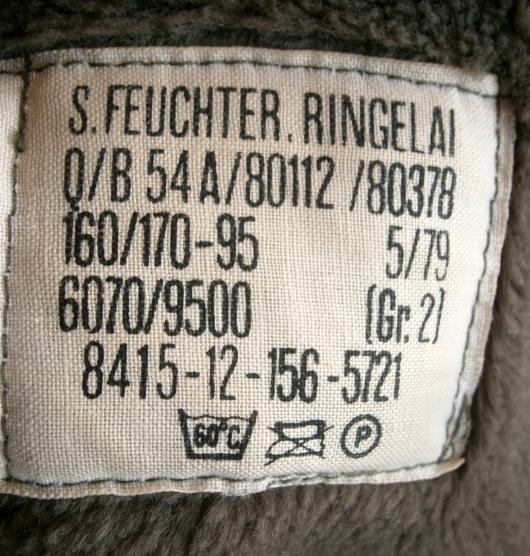 S. FEUCHTER. RINGELAI
Q/B 54 A/80112 /80378
160/170-95 5/79
6070/9500 (Gr. 2)
8415-12-156-5721
60°C P